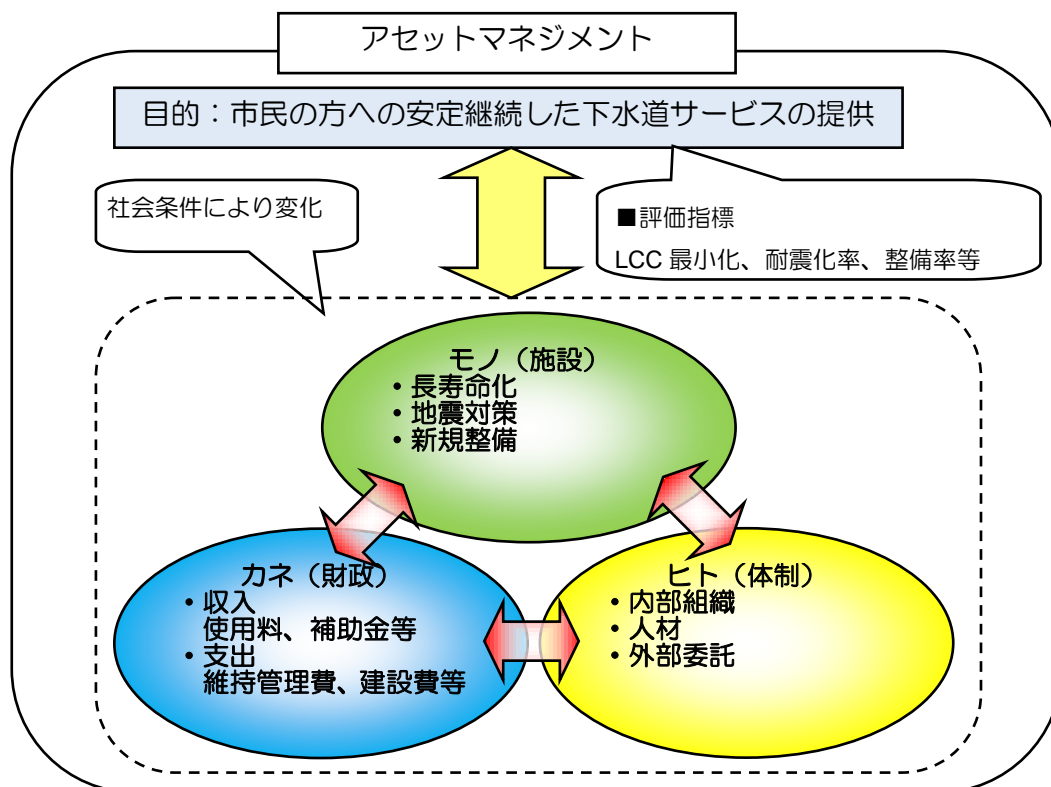 アセットマネジメント
目的：市民の方への安定継続した下水道サービスの提供
社会条件により変化
■評価指標
LCC 最小化、耐震化率、整備率等
モノ（施設）
・長寿命化
・地震対策
・新規整備
カネ（財政）
・収入
使用料、補助金等
・支出
維持管理費、建設費等
ヒト（体制）
・内部組織
・人材
・外部委託